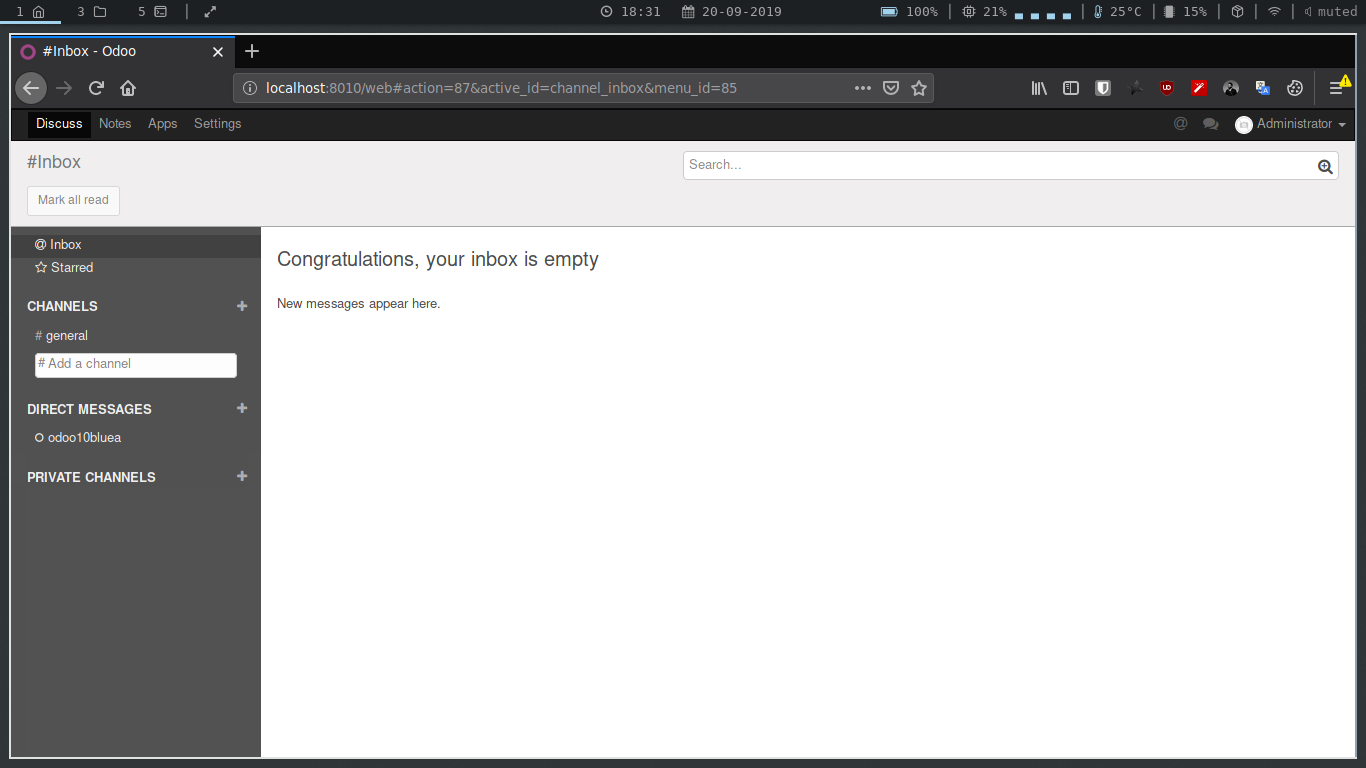 1 3 5 18:31 20-09-2019 100% 21% 25°C 15% muted
#Inbox - Odoo
localhost:8010/web#action=87&active_id=channel_inbox&menu_id=85
Discuss Notes Apps Settings @ Administrator
#Inbox
Search...
Mark all read
@ Inbox
Starred
CHANNELS
# general
# Add a channel
DIRECT MESSAGES
odoo10bluea
PRIVATE CHANNELS
Congratulations, your inbox is empty
New messages appear here.